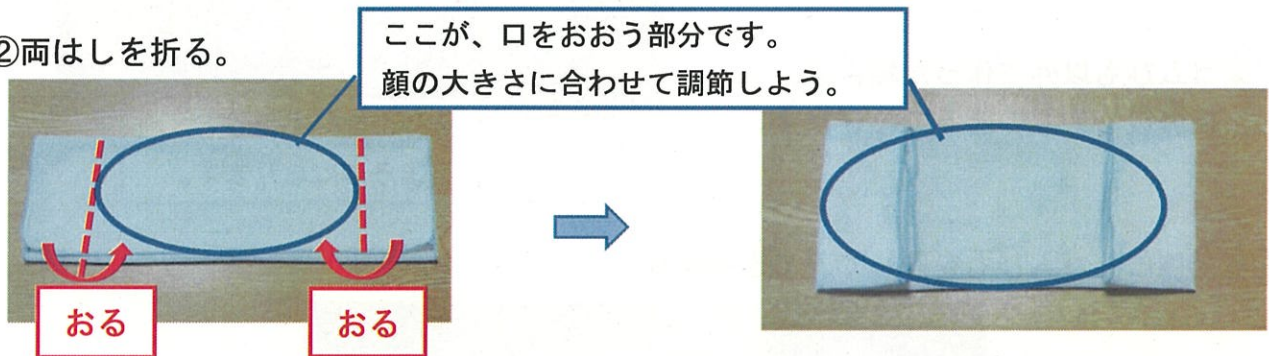 ②両はしを折る。
ここが、口をおおう部分です。
顔の大きさに合わせて調節しよう。
おる
おる